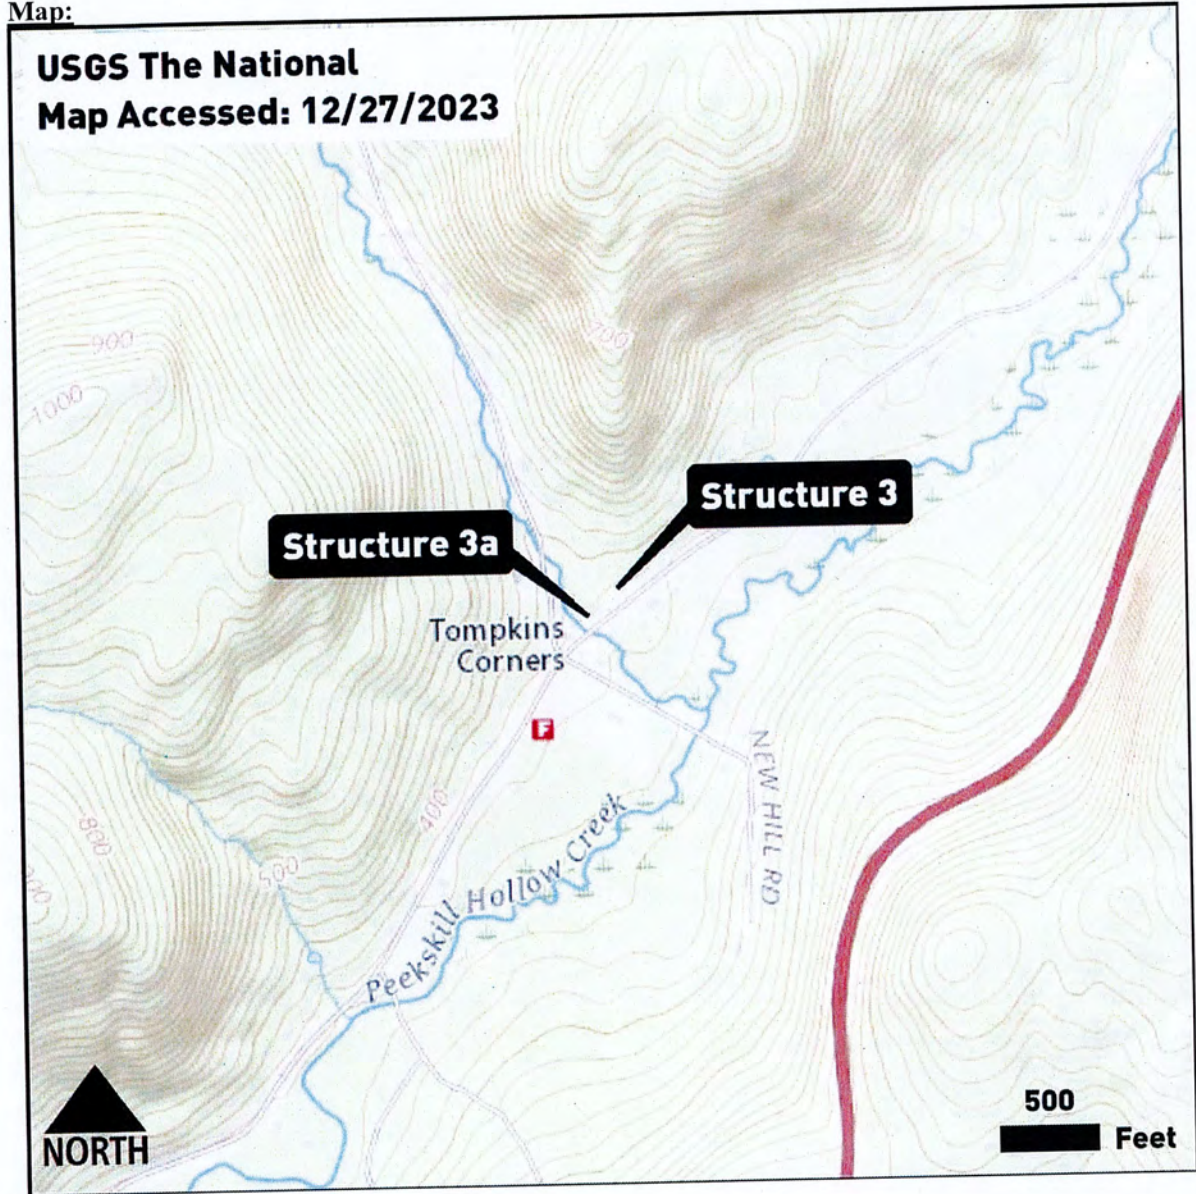 Map:
USGS The National
Map Accessed: 12/27/2023
900
1000
700
Structure 3
Structure 3a
Tompkins
Corners
F
NEW HILL RD
400
800
500
Peekskill Hollow Creek
NORTH
500
Feet